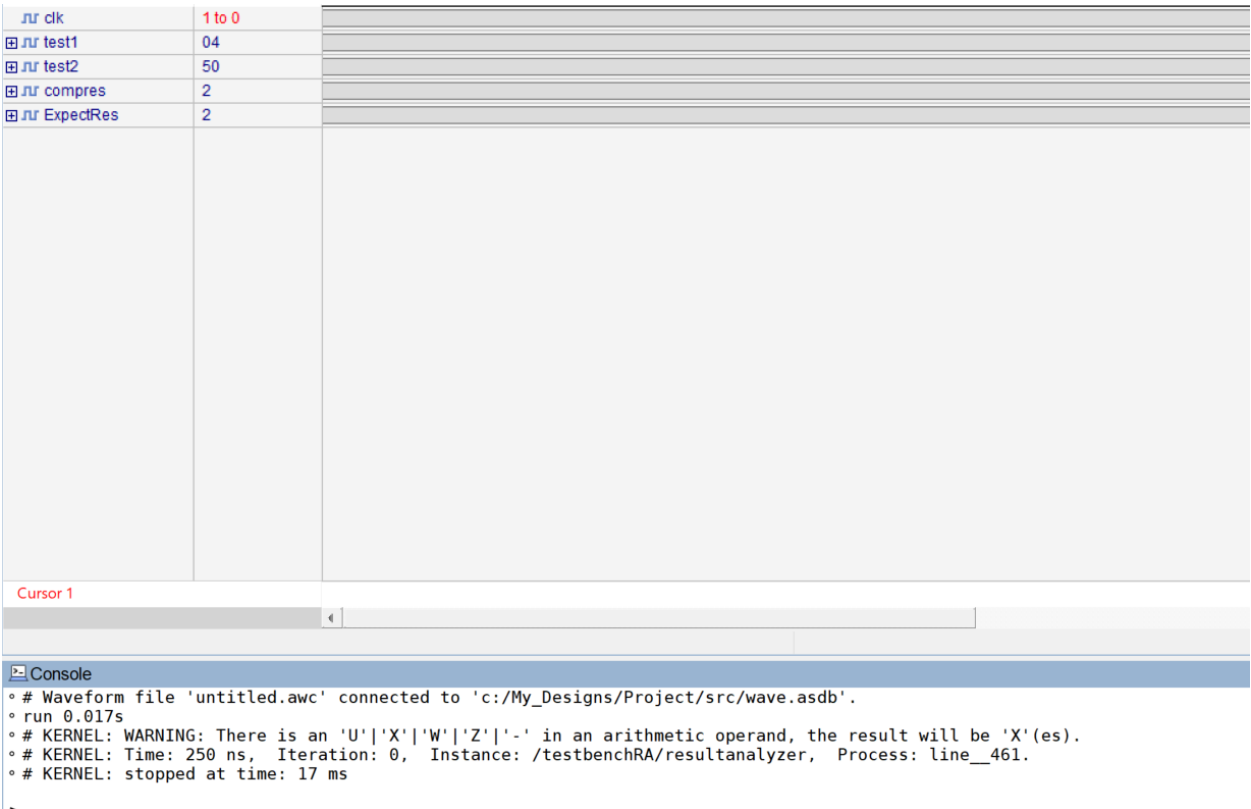 clk 1 to 0
test1 04
test2 50
compres 2
ExpectRes 2
Cursor 1
Console
# Waveform file 'untitled.awc' connected to 'c:/My_Designs/Project/src/wave.asdb'.
run 0.017s
# KERNEL: WARNING: There is an 'U'|'X'|'W'|'Z'|'-' in an arithmetic operand, the result will be 'X'(es).
# KERNEL: Time: 250 ns,  Iteration: 0,  Instance: /testbenchRA/resultanalyzer,  Process: line__461.
# KERNEL: stopped at time: 17 ms